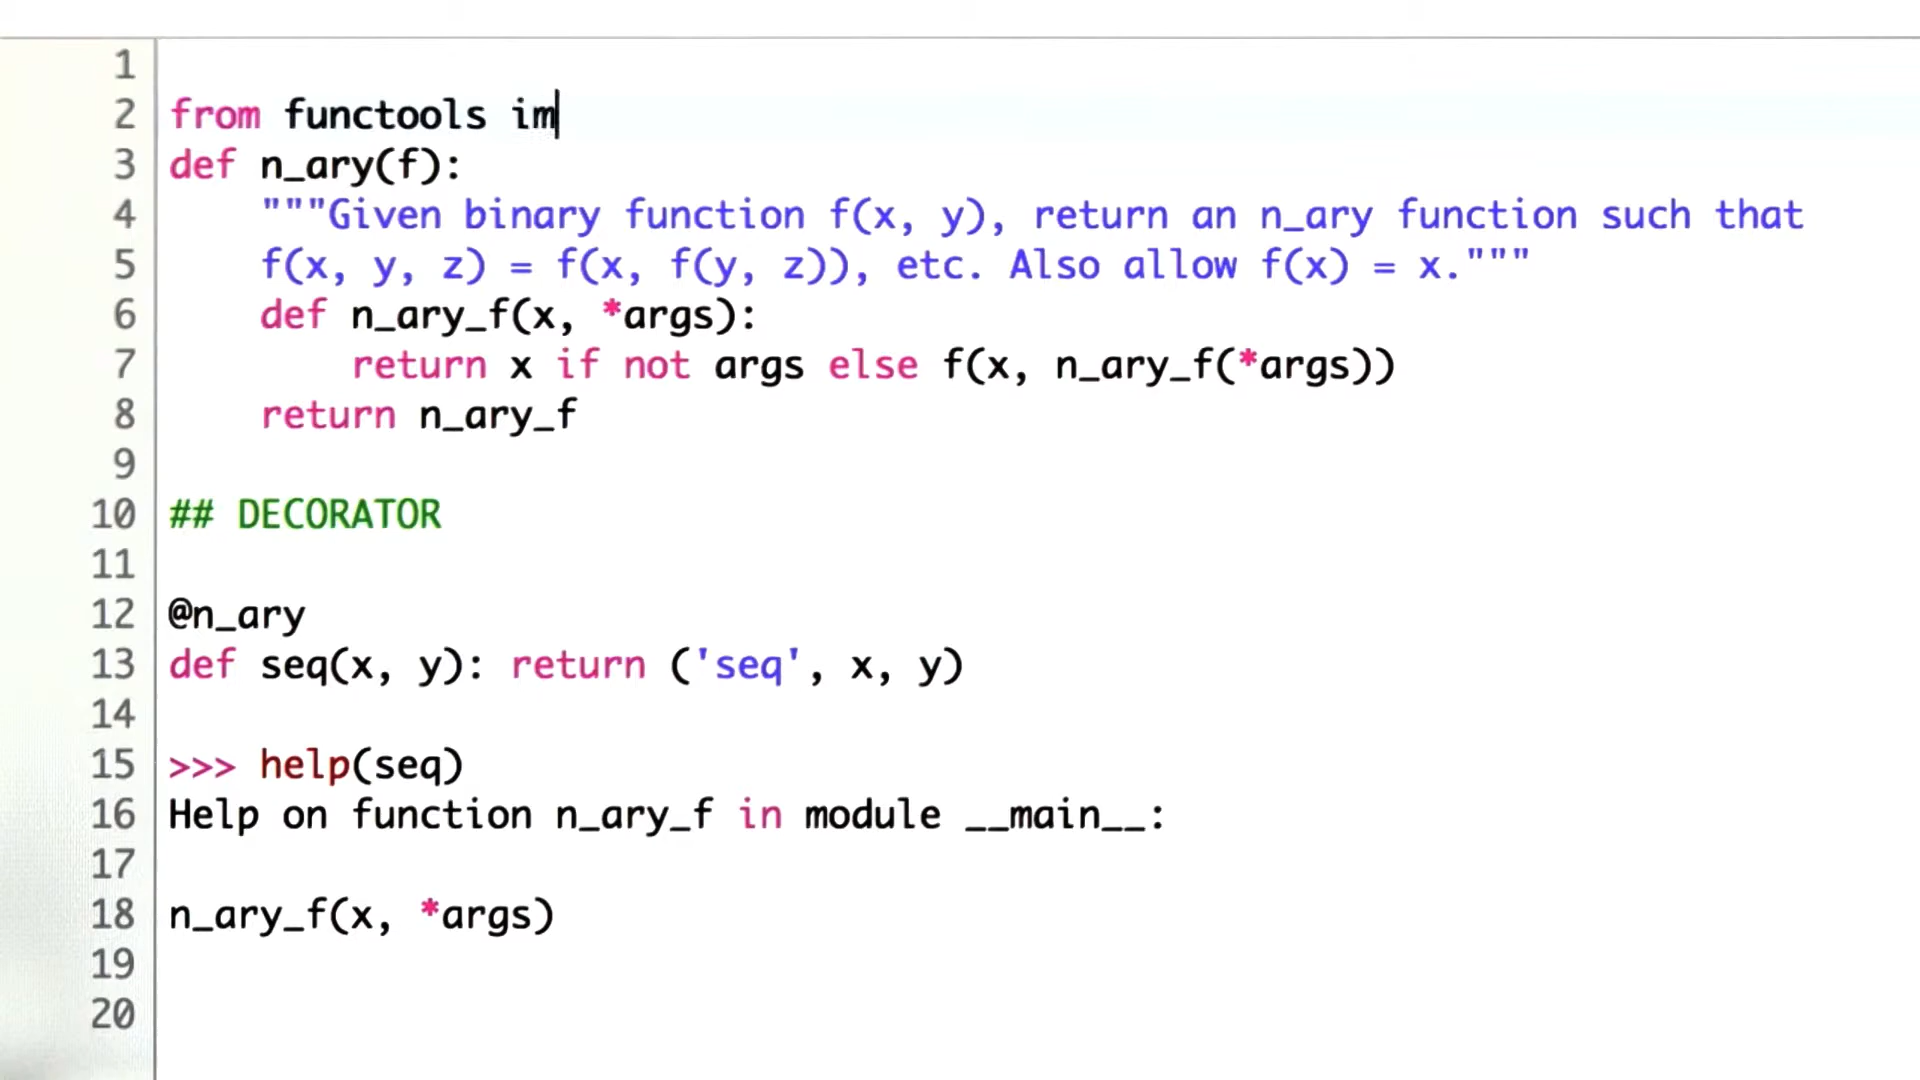 1
2 from functools im
3 def n_ary(f):
4     """Given binary function f(x, y), return an n_ary function such that
5     f(x, y, z) = f(x, f(y, z)), etc. Also allow f(x) = x."""
6     def n_ary_f(x, *args):
7         return x if not args else f(x, n_ary_f(*args))
8     return n_ary_f
9
10 ## DECORATOR
11
12 @n_ary
13 def seq(x, y): return ('seq', x, y)
14
15 >>> help(seq)
16 Help on function n_ary_f in module __main__:
17
18 n_ary_f(x, *args)
19
20